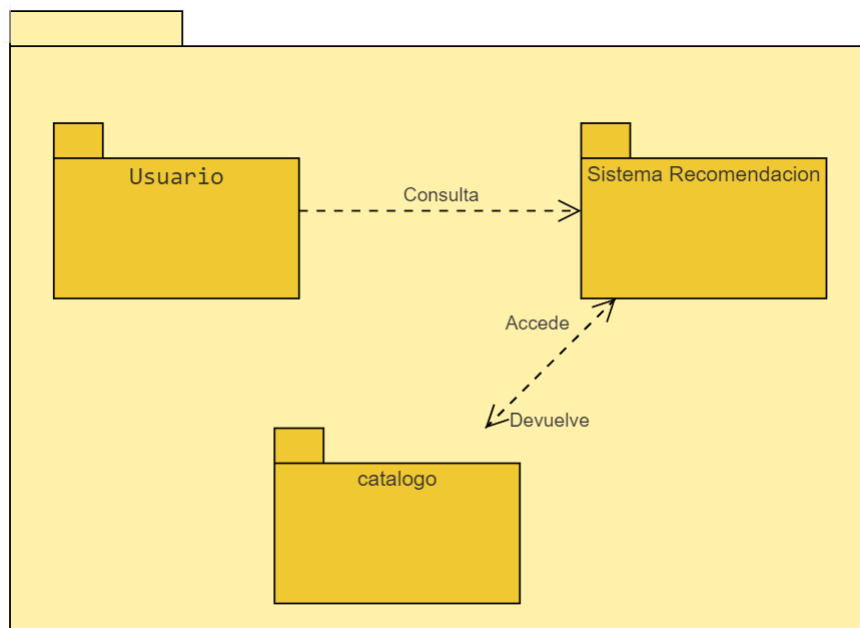 Usuario
Sistema Recomendacion
Consulta
Accede
Devuelve
catalogo